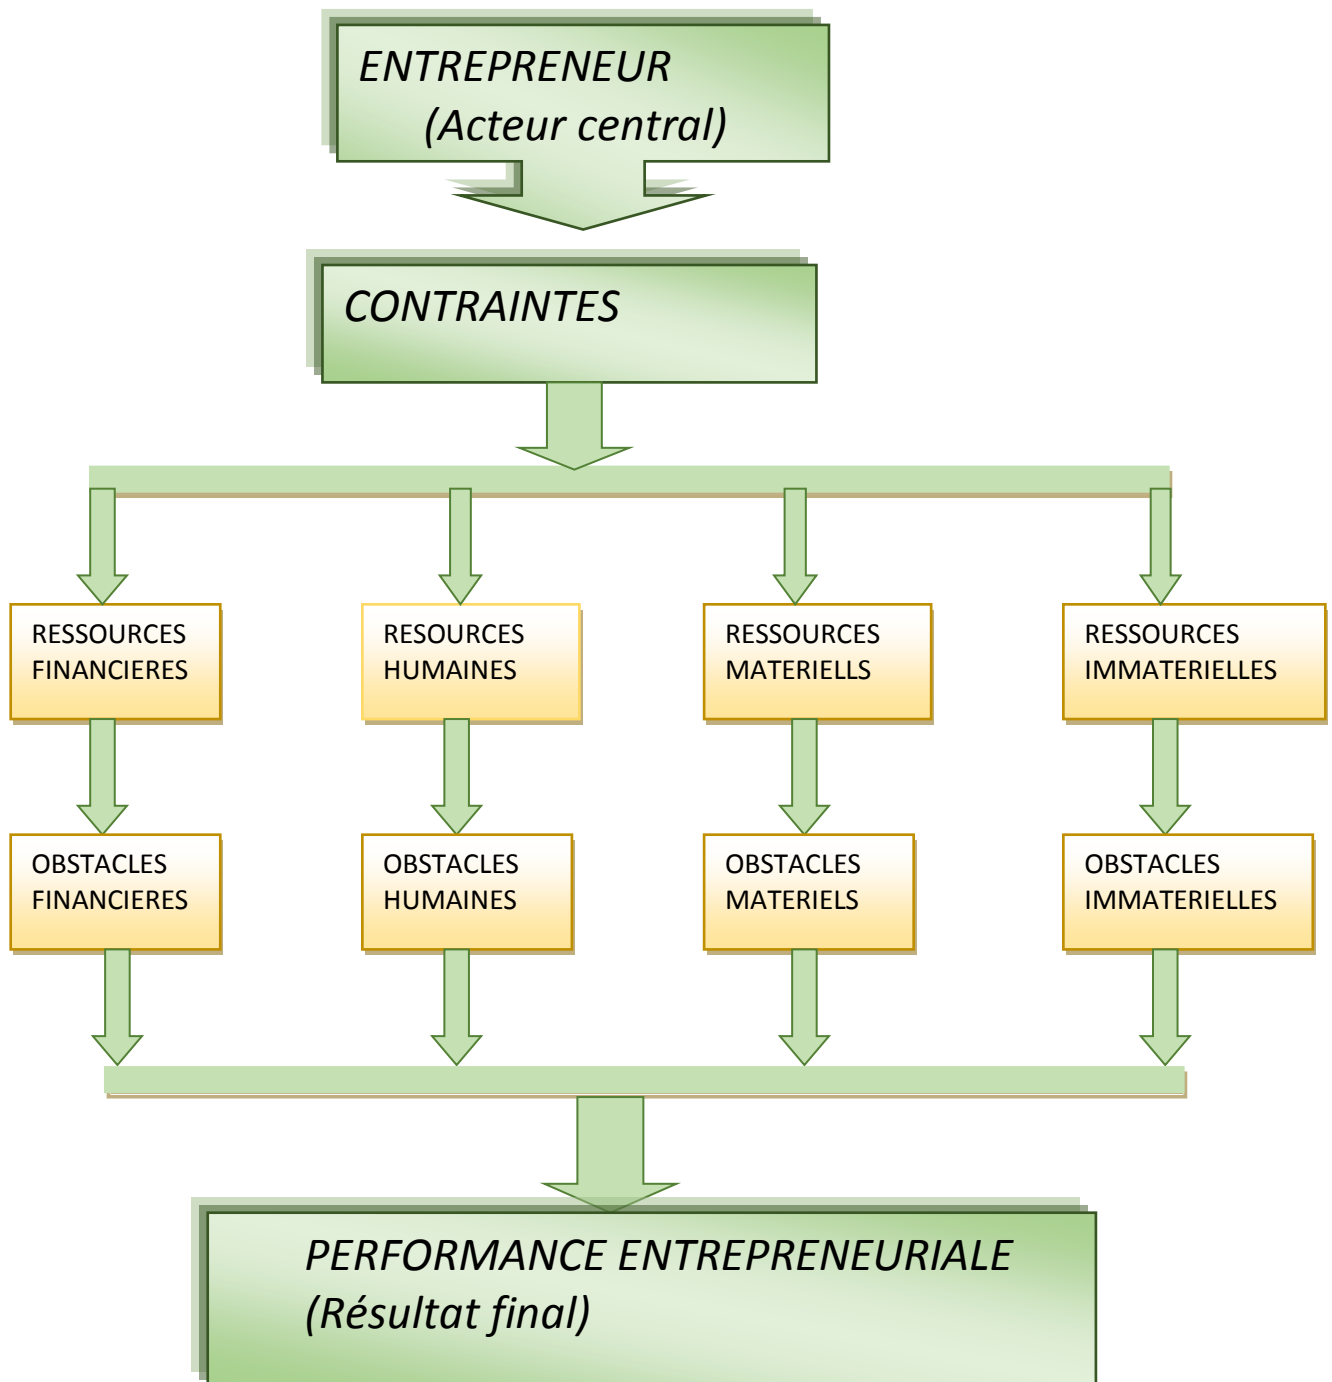 ENTREPRENEUR
(Acteur central)
CONTRAINTES
RESSOURCES
FINANCIERES
RESOURCES
HUMAINES
RESSOURCES
MATERIELLS
RESSOURCES
IMMATERIELLES
OBSTACLES
FINANCIERES
OBSTACLES
HUMAINES
OBSTACLES
MATERIELS
OBSTACLES
IMMATERIELLES
PERFORMANCE ENTREPRENEURIALE
(Résultat final)